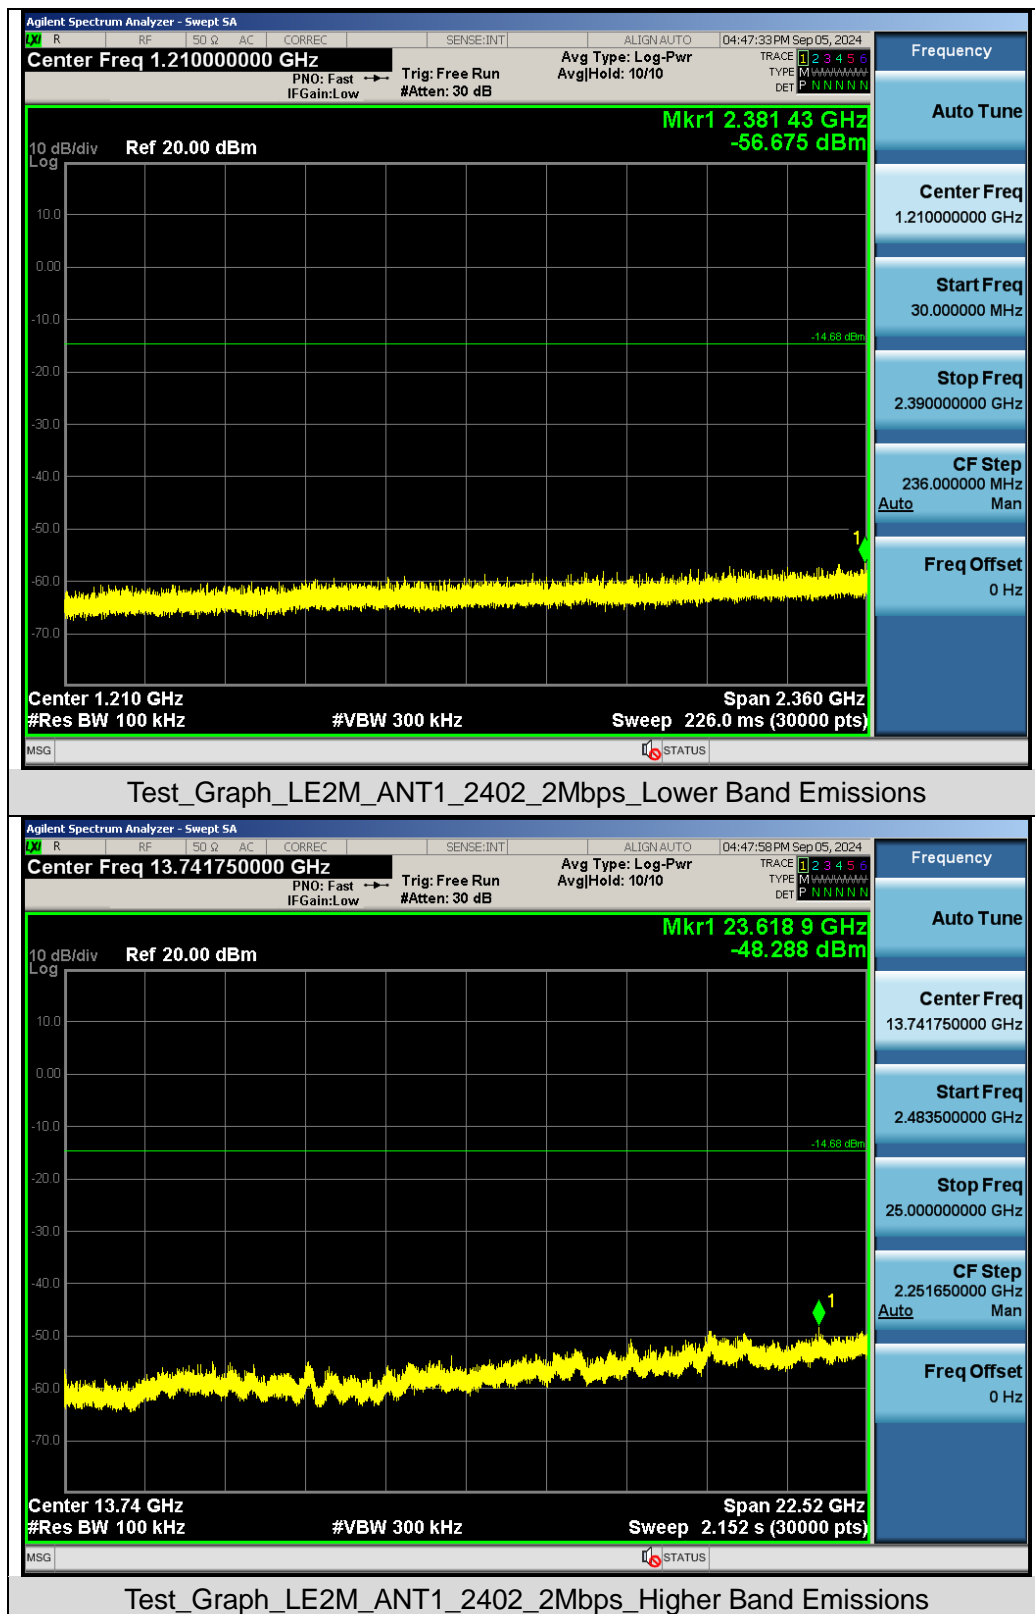 Agilent Spectrum Analyzer - Swept SA
LXI R RF 50 Ω AC CORREC SENSE:INT ALIGN AUTO 04:47:33 PM Sep 05, 2024
Center Freq 1.210000000 GHz
PNO: Fast
IFGain:Low
Trig: Free Run
#Atten: 30 dB
Avg Type: Log-Pwr
Avg|Hold: 10/10
TRACE 1 2 3 4 5 6
TYPE M WWWWW
DET P N N N N N
Mkr1 2.381 43 GHz
-56.675 dBm
10 dB/div Ref 20.00 dBm
Log
10.0
0.00
-10.0
-14.68 dBm
-20.0
-30.0
-40.0
-50.0
1
-60.0
-70.0
Center 1.210 GHz Span 2.360 GHz
#Res BW 100 kHz #VBW 300 kHz Sweep 226.0 ms (30000 pts)
MSG STATUS
Frequency
Auto Tune
Center Freq
1.210000000 GHz
Start Freq
30.000000 MHz
Stop Freq
2.390000000 GHz
CF Step
236.000000 MHz
Auto Man
Freq Offset
0 Hz
Test_Graph_LE2M_ANT1_2402_2Mbps_Lower Band Emissions
Agilent Spectrum Analyzer - Swept SA
LXI R RF 50 Ω AC CORREC SENSE:INT ALIGN AUTO 04:47:58 PM Sep 05, 2024
Center Freq 13.741750000 GHz
PNO: Fast
IFGain:Low
Trig: Free Run
#Atten: 30 dB
Avg Type: Log-Pwr
Avg|Hold: 10/10
TRACE 1 2 3 4 5 6
TYPE M WWWWW
DET P N N N N N
Mkr1 23.618 9 GHz
-48.288 dBm
10 dB/div Ref 20.00 dBm
Log
10.0
0.00
-10.0
-14.68 dBm
-20.0
-30.0
-40.0
1
-50.0
-60.0
-70.0
Center 13.74 GHz Span 22.52 GHz
#Res BW 100 kHz #VBW 300 kHz Sweep 2.152 s (30000 pts)
MSG STATUS
Frequency
Auto Tune
Center Freq
13.741750000 GHz
Start Freq
2.483500000 GHz
Stop Freq
25.000000000 GHz
CF Step
2.251650000 GHz
Auto Man
Freq Offset
0 Hz
Test_Graph_LE2M_ANT1_2402_2Mbps_Higher Band Emissions